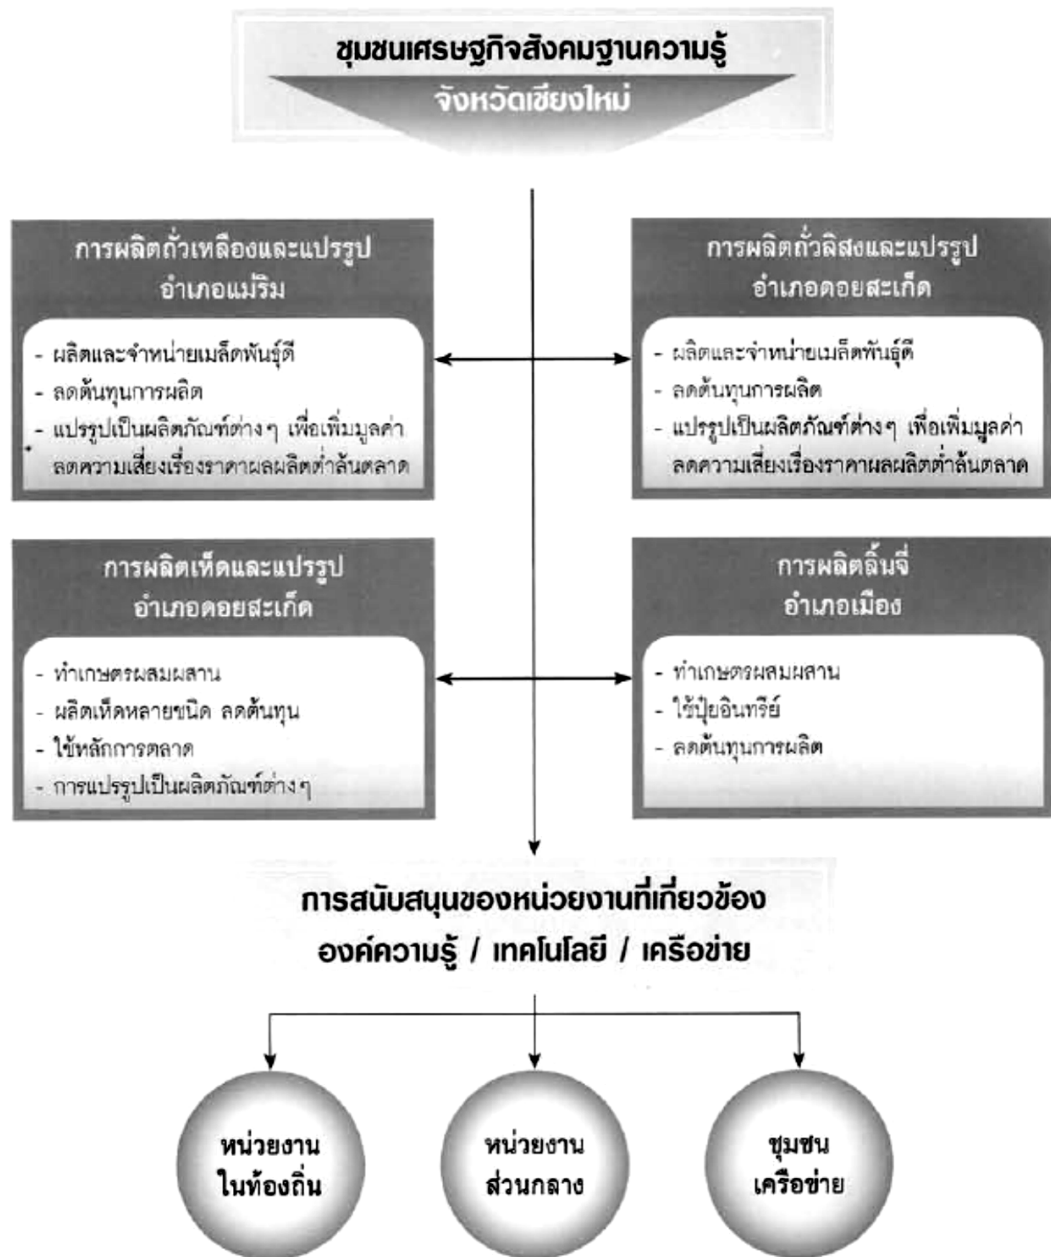 ชุมชนเศรษฐกิจสังคมฐานความรู้
จังหวัดเชียงใหม่
การผลิตถั่วเหลืองและแปรรูป
อำเภอแม่ริม
- ผลิตและจำหน่ายเมล็ดพันธุ์ดี
- ลดต้นทุนการผลิต
- แปรรูปเป็นผลิตภัณฑ์ต่างๆ เพื่อเพิ่มมูลค่า
ลดความเสี่ยงเรื่องราคาผลผลิตต่ำล้นตลาด
การผลิตถั่วลิสงและแปรรูป
อำเภอดอยสะเก็ด
- ผลิตและจำหน่ายเมล็ดพันธุ์ดี
- ลดต้นทุนการผลิต
- แปรรูปเป็นผลิตภัณฑ์ต่างๆ เพื่อเพิ่มมูลค่า
ลดความเสี่ยงเรื่องราคาผลผลิตต่ำล้นตลาด
การผลิตเห็ดและแปรรูป
อำเภอดอยสะเก็ด
- ทำเกษตรผสมผสาน
- ผลิตเห็ดหลายชนิด ลดต้นทุน
- ใช้หลักการตลาด
- การแปรรูปเป็นผลิตภัณฑ์ต่างๆ
การผลิตลิ้นจี่
อำเภอเมือง
- ทำเกษตรผสมผสาน
- ใช้ปุ๋ยอินทรีย์
- ลดต้นทุนการผลิต
การสนับสนุนของหน่วยงานที่เกี่ยวข้อง
องค์ความรู้ / เทคโนโลยี / เครือข่าย
หน่วยงาน
ในท้องถิ่น
หน่วยงาน
ส่วนกลาง
ชุมชน
เครือข่าย